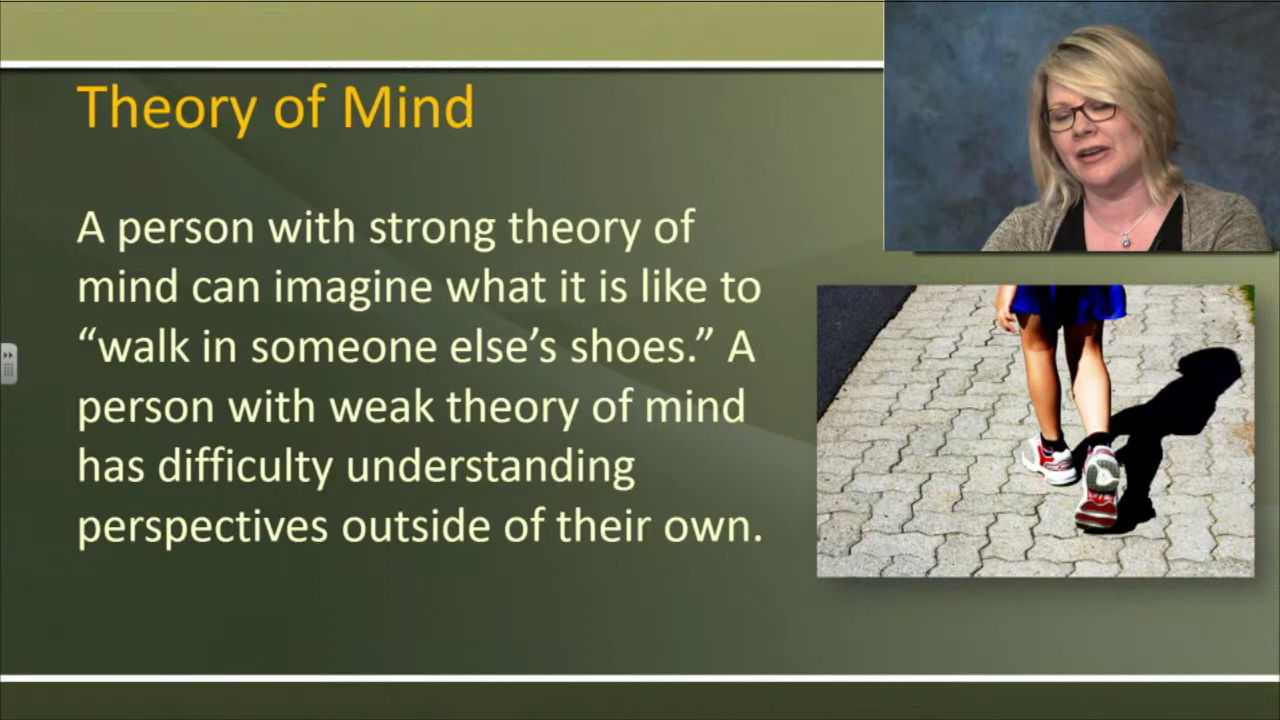 Theory of Mind
A person with strong theory of
mind can imagine what it is like to
“walk in someone else’s shoes.” A
person with weak theory of mind
has difficulty understanding
perspectives outside of their own.